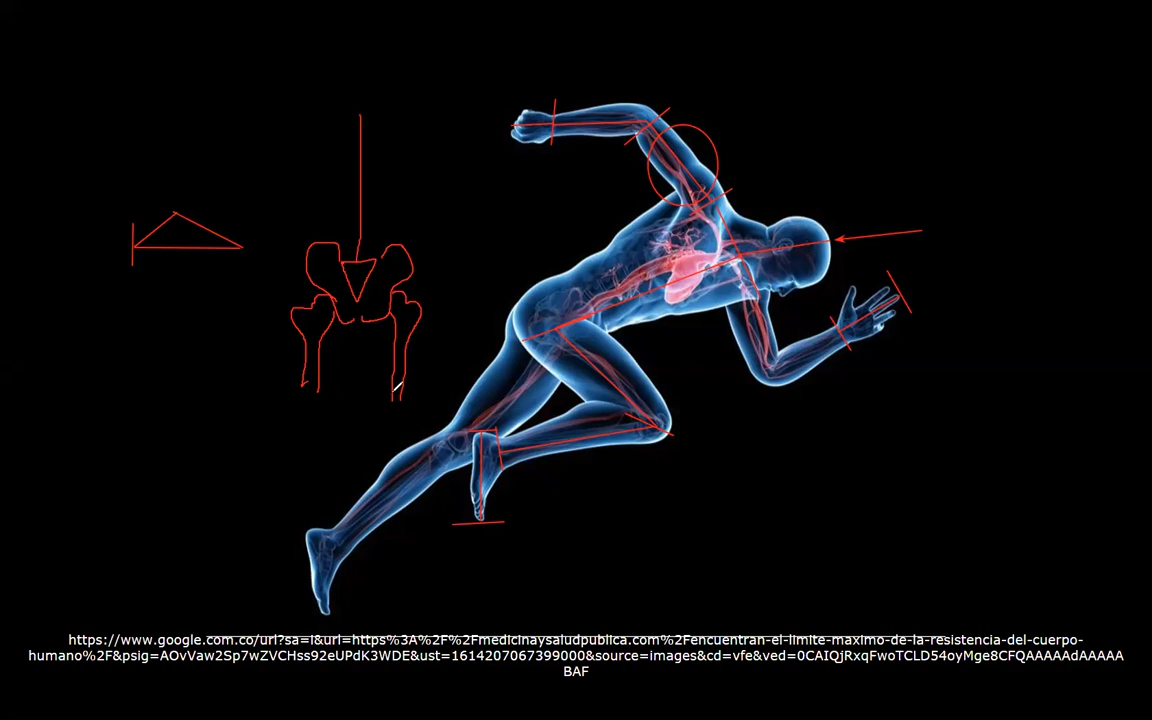 https://www.google.com.co/url?sa=i&url=https%3A%2F%2Fmedicinaysaludpublica.com%2Fencuentran-el-limite-maximo-de-la-resistencia-del-cuerpo-
humano%2F&psig=AOvVaw2Sp7wZVCHss92eUPdK3WDE&ust=1614207067399000&source=images&cd=vfe&ved=0CAIQjRxqFwoTCLD54oyMge8CFQAAAAAdAAAAA
BAF